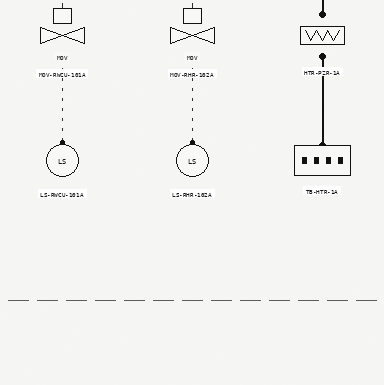 MOV
MOV
MOV-RWCU-101A
MOV-RHR-102A
HTR-PZR-1A
LS
LS
LS-RWCU-101A
LS-RHR-102A
TB-HTR-1A